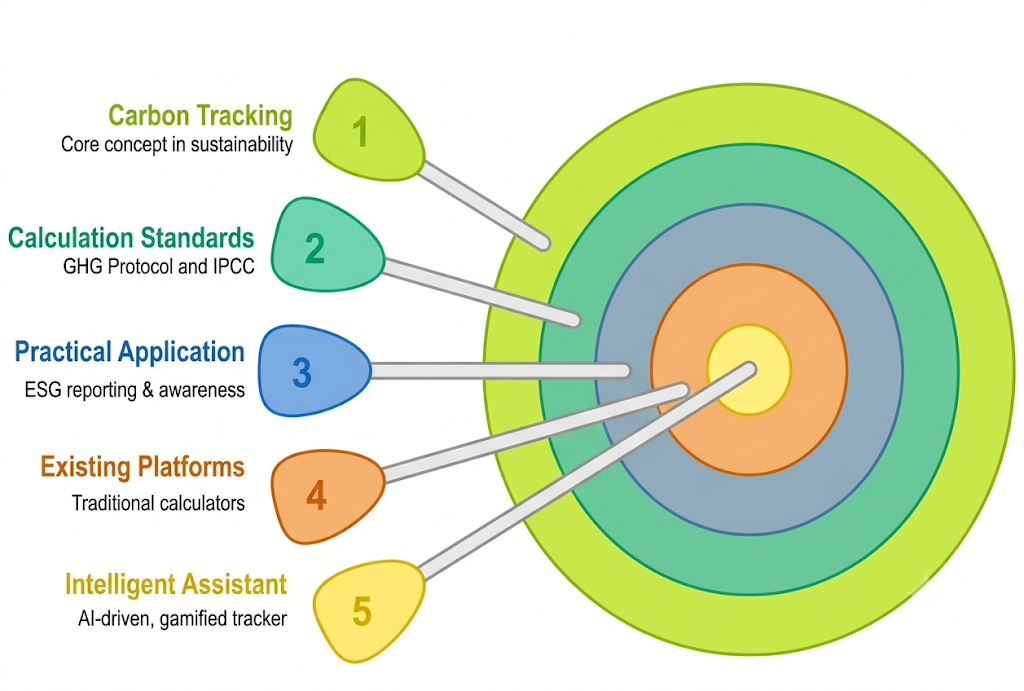 Carbon Tracking
Core concept in sustainability
1
Calculation Standards
GHG Protocol and IPCC
2
Practical Application
ESG reporting & awareness
3
Existing Platforms
Traditional calculators
4
Intelligent Assistant
AI-driven, gamified tracker
5